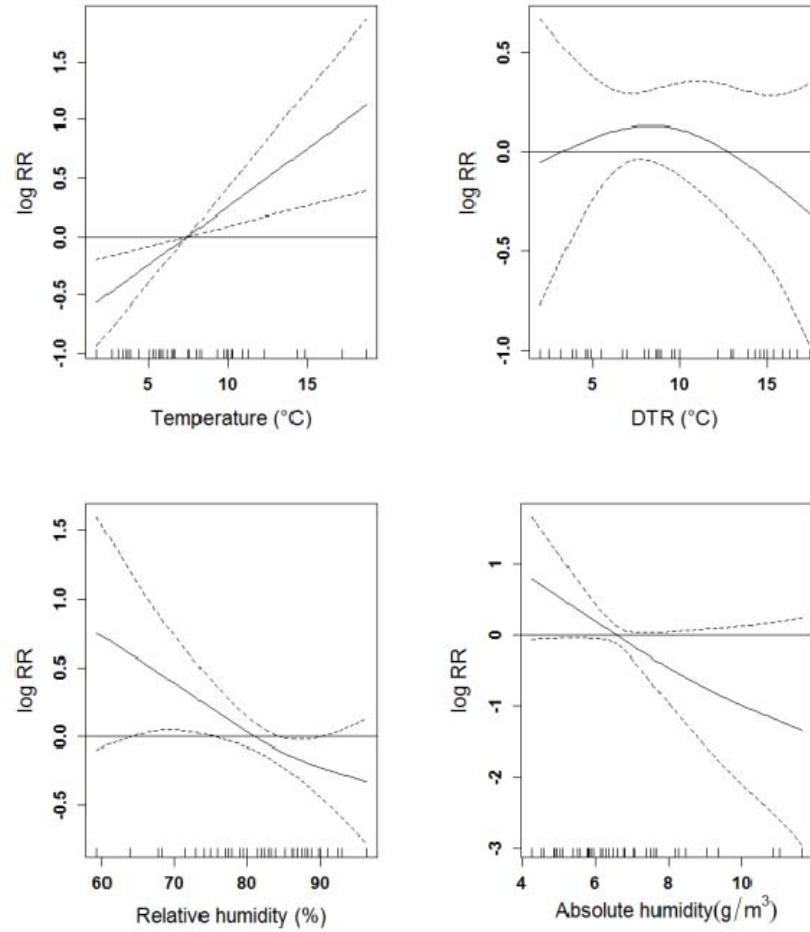 log RR
1.5
1.0
0.5
0.0
-0.5
-1.0
5 10 15
Temperature (°C)
log RR
0.5
0.0
-0.5
-1.0
5 10 15
DTR (°C)
log RR
1.5
1.0
0.5
0.0
-0.5
60 70 80 90
Relative humidity (%)
log RR
1
0
-1
-2
-3
4 6 8 10
Absolute humidity(g/m³)